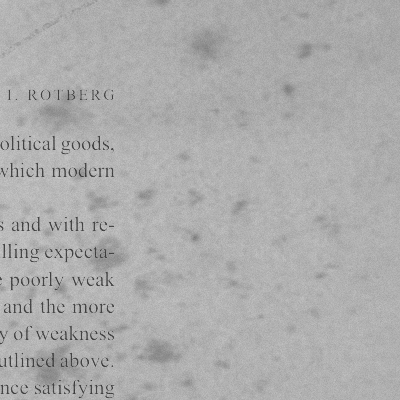 I. ROTBERG
olitical goods,
which modern
s and with re-
lling expecta-
e poorly weak
and the more
y of weakness
utlined above.
nce satisfying